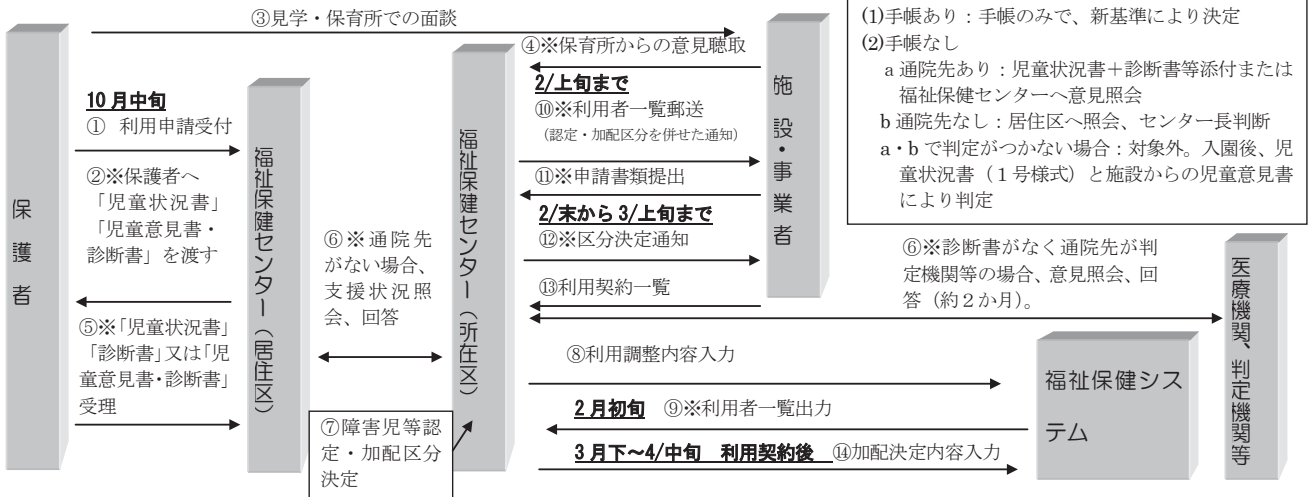 ③見学・保育所での面談
(1)手帳あり：手帳のみで、新基準により決定
(2)手帳なし
a 通院先あり：児童状況書＋診断書等添付または
福祉保健センターへ意見照会
b 通院先なし：居住区へ照会、センター長判断
a・b で判定がつかない場合：対象外。入園後、児
童状況書（１号様式）と施設からの児童意見書
により判定
保護者
10 月中旬
① 利用申請受付
②※保護者へ
「児童状況書」
「児童意見書・
診断書」を渡す
⑤※「児童状況書」
「診断書」又は「児
童意見書・診断書」
受理
福祉保健センター（居住区）
⑥※通院先
がない場合、
支援状況照
会、回答
⑦障害児等認
定・加配区分
決定
福祉保健センター（所在区）
④※保育所からの意見聴取
2/上旬まで
⑩※利用者一覧郵送
（認定・加配区分を併せた通知）
⑪※申請書類提出
2/末から 3/上旬まで
⑫※区分決定通知
⑬利用契約一覧
施設・事業者
⑥※診断書がなく通院先が判
定機関等の場合、意見照会、回
答（約２か月）。
医療機関、判定機関等
⑧利用調整内容入力
2 月初旬 ⑨※利用者一覧出力
3 月下～4/中旬 利用契約後 ⑭加配決定内容入力
福祉保健シス
テム